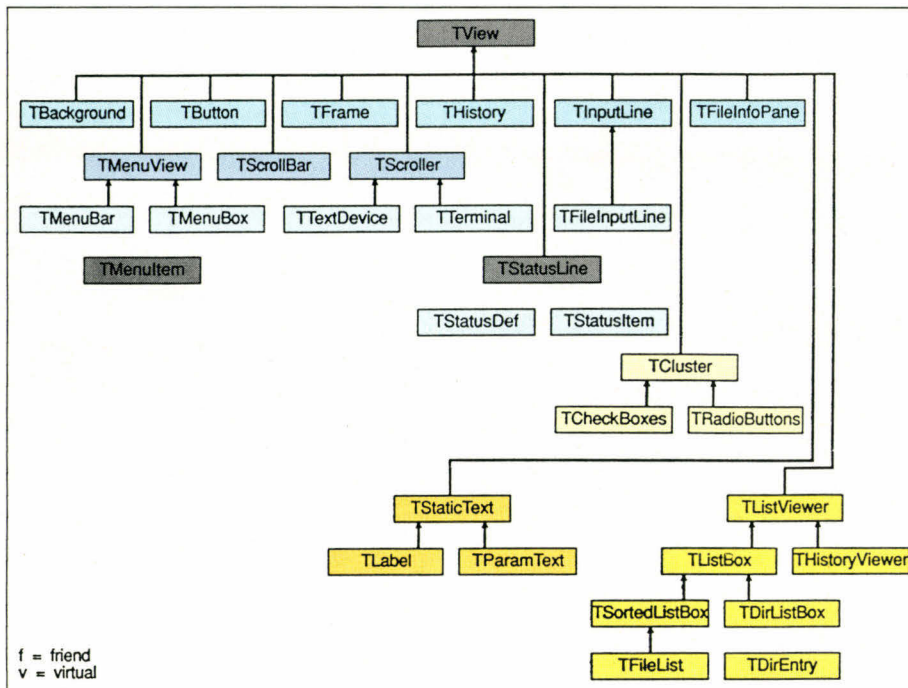 TView
TBackground TButton TFrame THistory TInputLine TFileInfoPane
TMenuView TScrollBar TScroller
TMenuBar TMenuBox TTextDevice TTerminal TFileInputLine
TMenuItem TStatusLine
TStatusDef TStatusItem
TCluster
TCheckBoxes TRadioButtons
TStaticText TListViewer
TLabel TParamText TListBox THistoryViewer
TSortedListBox TDirListBox
TFileList TDirEntry
f = friend
v = virtual